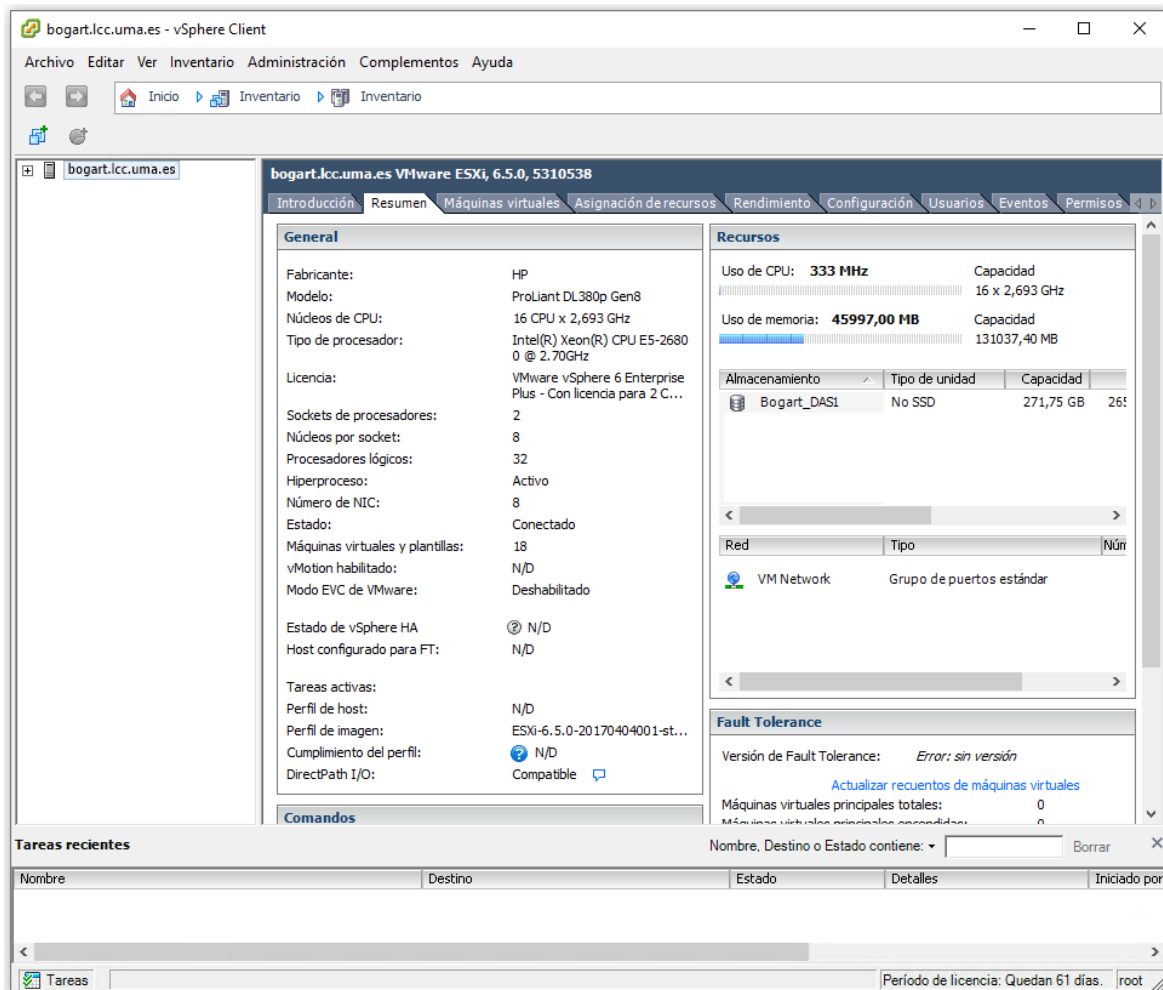 bogart.lcc.uma.es - vSphere Client
Archivo Editar Ver Inventario Administración Complementos Ayuda
Inicio Inventario Inventario
bogart.lcc.uma.es
bogart.lcc.uma.es VMware ESXi, 6.5.0, 5310538
Introducción Resumen Máquinas virtuales Asignación de recursos Rendimiento Configuración Usuarios Eventos Permisos
General
Fabricante: HP
Modelo: ProLiant DL380p Gen8
Núcleos de CPU: 16 CPU x 2,693 GHz
Tipo de procesador: Intel(R) Xeon(R) CPU E5-2680
0 @ 2.70GHz
Licencia: VMware vSphere 6 Enterprise
Plus - Con licencia para 2 C...
Sockets de procesadores: 2
Núcleos por socket: 8
Procesadores lógicos: 32
Hiperproceso: Activo
Número de NIC: 8
Estado: Conectado
Máquinas virtuales y plantillas: 18
vMotion habilitado: N/D
Modo EVC de VMware: Deshabilitado
Estado de vSphere HA N/D
Host configurado para FT: N/D
Tareas activas:
Perfil de host: N/D
Perfil de imagen: ESXi-6.5.0-20170404001-st...
Cumplimiento del perfil: N/D
DirectPath I/O: Compatible
Comandos
Recursos
Uso de CPU: 333 MHz Capacidad
16 x 2,693 GHz
Uso de memoria: 45997,00 MB Capacidad
131037,40 MB
Almacenamiento Tipo de unidad Capacidad
Bogart_DAS1 No SSD 271,75 GB 265
Red Tipo Núm
VM Network Grupo de puertos estándar
Fault Tolerance
Versión de Fault Tolerance: Error: sin versión
Actualizar recuentos de máquinas virtuales
Máquinas virtuales principales totales: 0
Máquinas virtuales principales encendidas: 0
Tareas recientes
Nombre, Destino o Estado contiene: Borrar
Nombre Destino Estado Detalles Iniciado por
Tareas
Período de licencia: Quedan 61 días. root